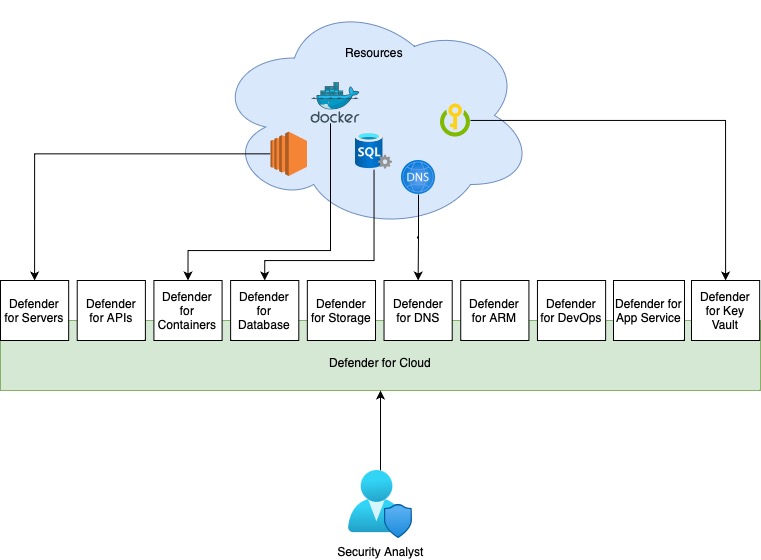 Resources
docker
SQL
DNS
Defender
for Servers
Defender
for APIs
Defender
for
Containers
Defender
for
Database
Defender
for Storage
Defender
for DNS
Defender
for ARM
Defender
for DevOps
Defender for
App Service
Defender
for Key
Vault
Defender for Cloud
Security Analyst